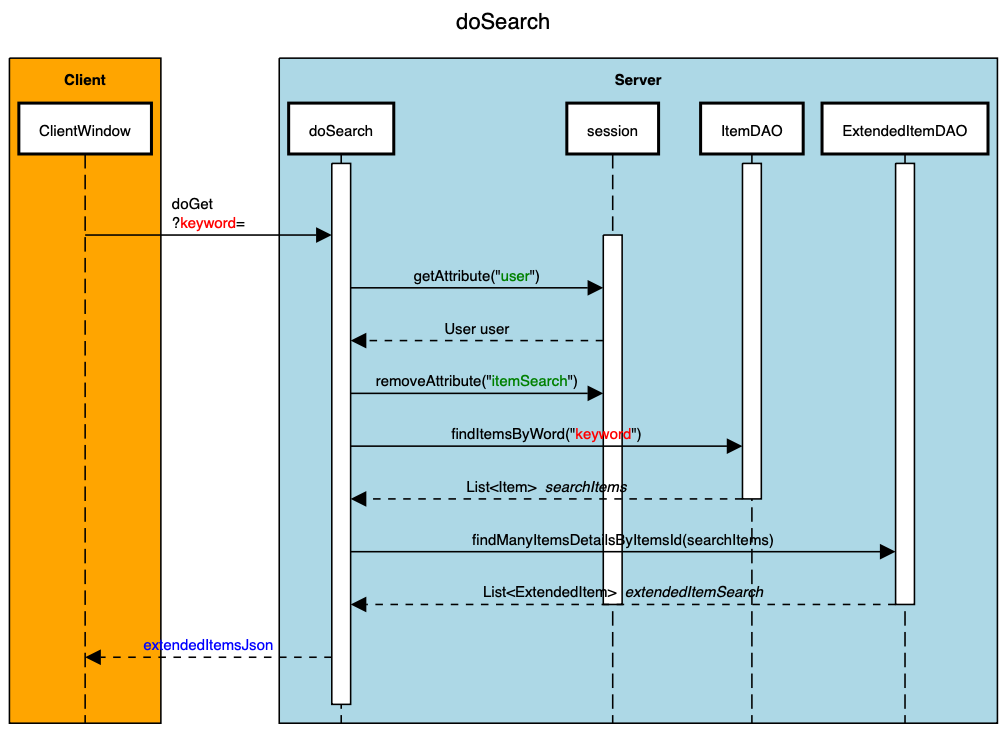 doSearch
Client
Server
ClientWindow
doSearch
session
ItemDAO
ExtendedItemDAO
doGet
?keyword=
getAttribute("user")
User user
removeAttribute("itemSearch")
findItemsByWord("keyword")
List<Item> searchItems
findManyItemsDetailsByItemsId(searchItems)
List<ExtendedItem> extendedItemSearch
extendedItemsJson